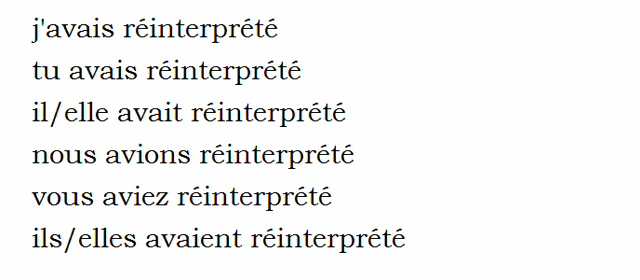 j'avais réinterprété
tu avais réinterprété
il/elle avait réinterprété
nous avions réinterprété
vous aviez réinterprété
ils/elles avaient réinterprété